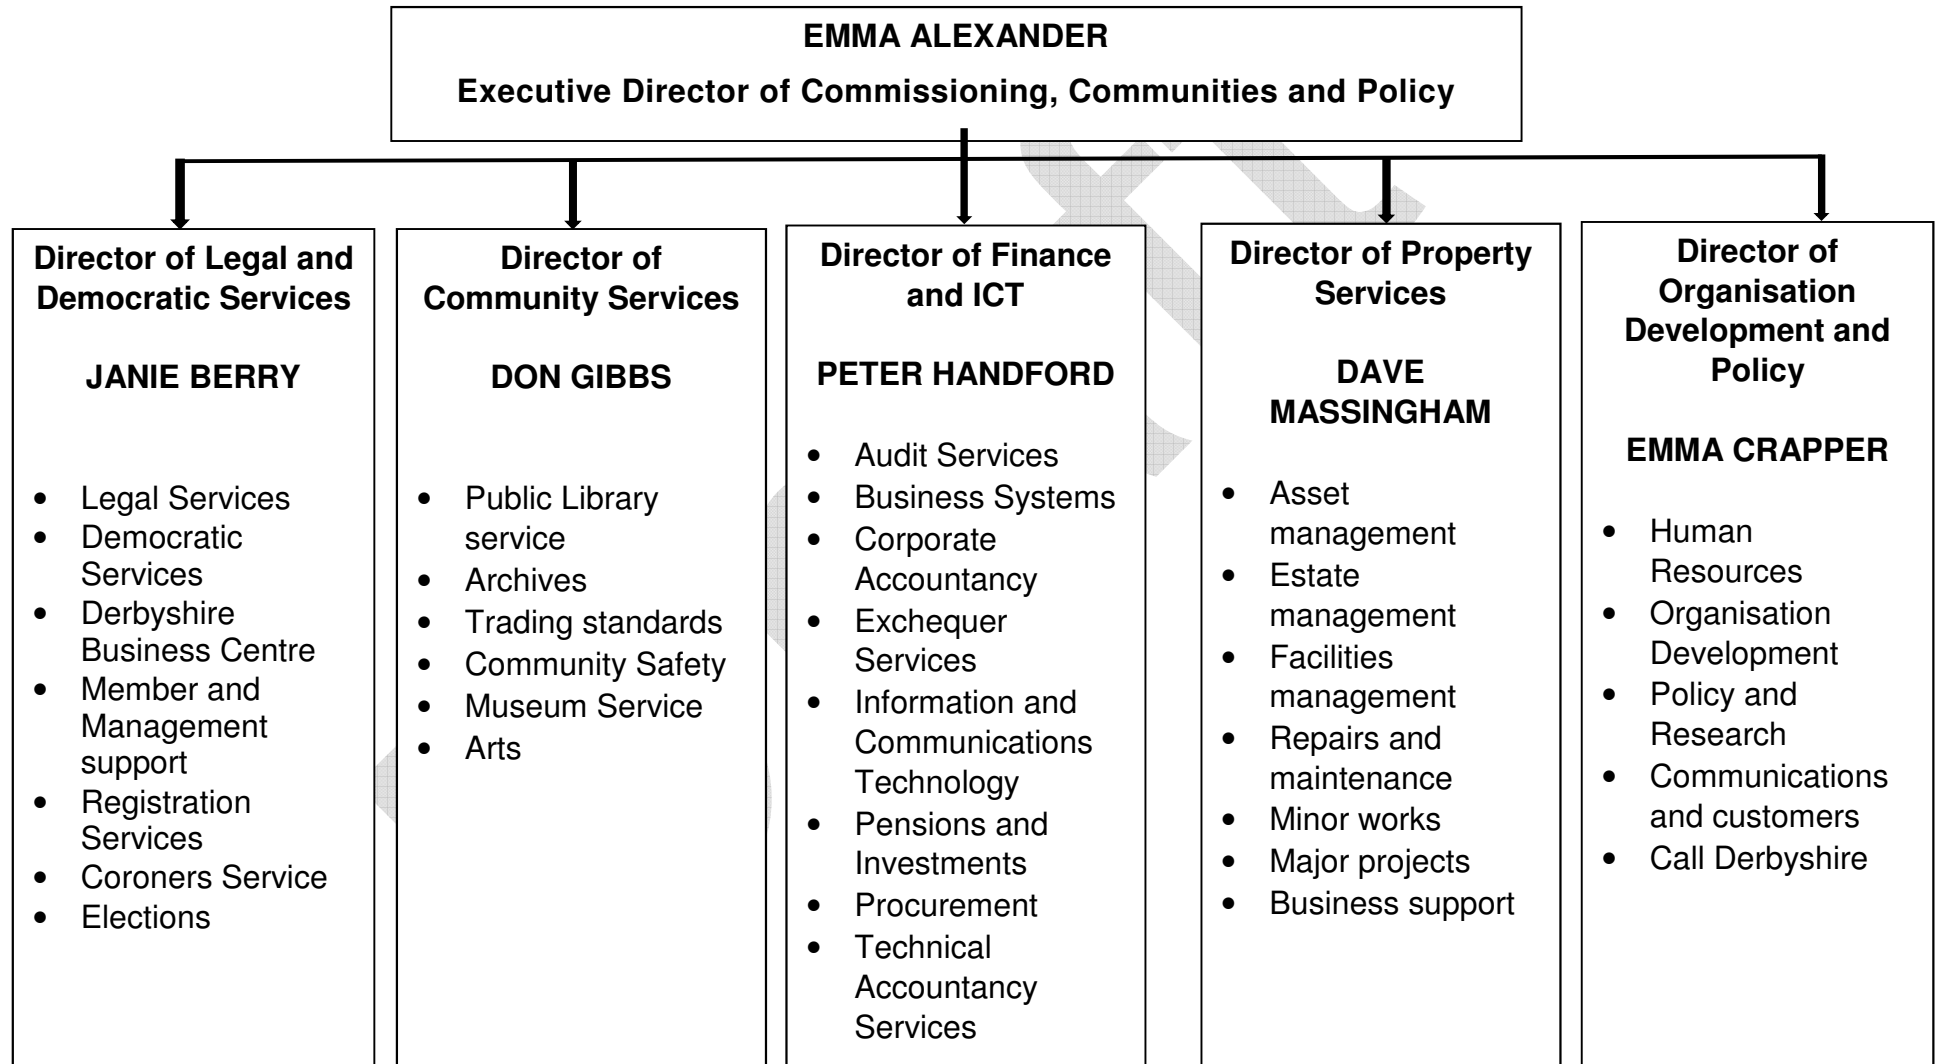 EMMA ALEXANDER
Executive Director of Commissioning, Communities and Policy
Director of Legal and
Democratic Services
JANIE BERRY
• Legal Services
• Democratic
Services
• Derbyshire
Business Centre
• Member and
Management
support
• Registration
Services
• Coroners Service
• Elections
Director of
Community Services
DON GIBBS
• Public Library
service
• Archives
• Trading standards
• Community Safety
• Museum Service
• Arts
Director of Finance
and ICT
PETER HANDFORD
• Audit Services
• Business Systems
• Corporate
Accountancy
• Exchequer
Services
• Information and
Communications
Technology
• Pensions and
Investments
• Procurement
• Technical
Accountancy
Services
Director of Property
Services
DAVE
MASSINGHAM
• Asset
management
• Estate
management
• Facilities
management
• Repairs and
maintenance
• Minor works
• Major projects
• Business support
Director of
Organisation
Development and
Policy
EMMA CRAPPER
• Human
Resources
• Organisation
Development
• Policy and
Research
• Communications
and customers
• Call Derbyshire